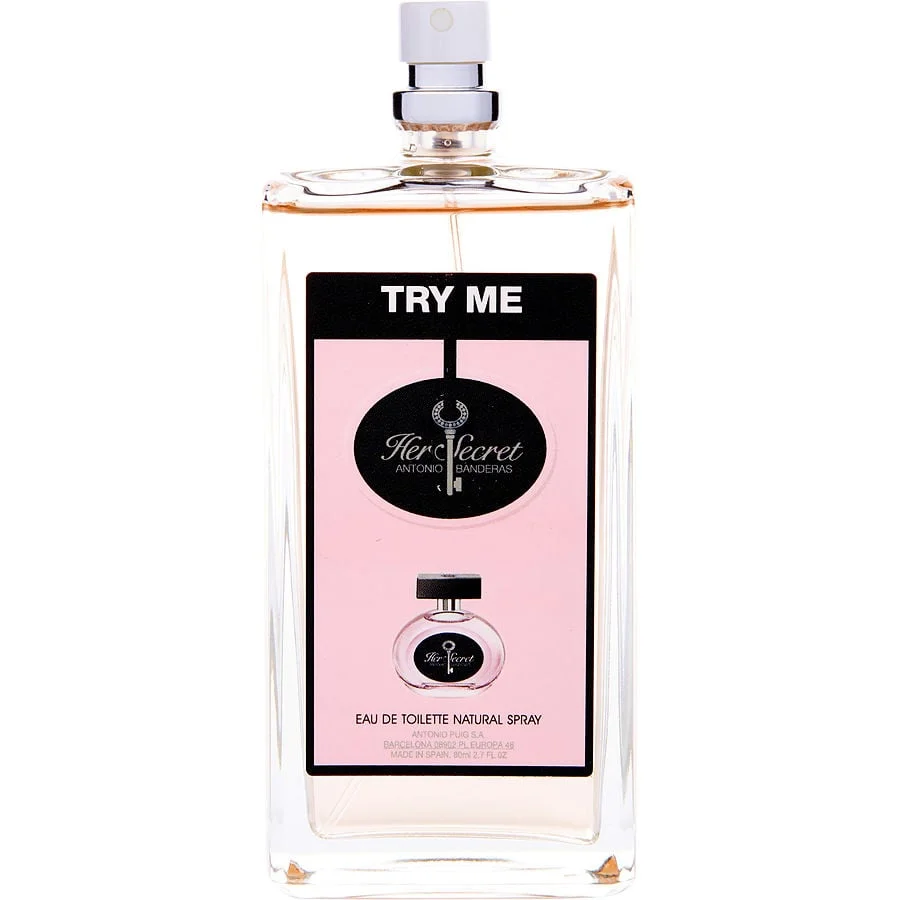 TRY ME
Her Secret
ANTONIO BANDERAS
Her Secret
EAU DE TOILETTE NATURAL SPRAY
ANTONIO PUIG S.A.
BARCELONA 08902 PL EUROPA 46
MADE IN SPAIN, 80ml 2.7 FL OZ